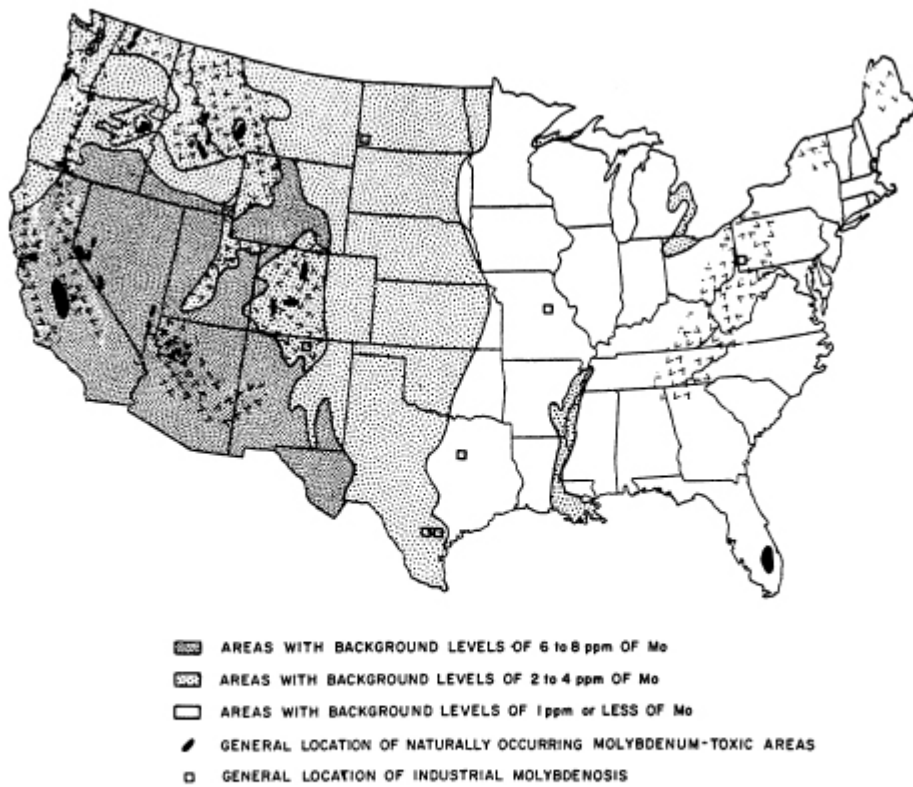 AREAS WITH BACKGROUND LEVELS OF 6 to 8 ppm OF Mo
AREAS WITH BACKGROUND LEVELS OF 2 to 4 ppm OF Mo
AREAS WITH BACKGROUND LEVELS OF 1 ppm or LESS OF Mo
GENERAL LOCATION OF NATURALLY OCCURRING MOLYBDENUM-TOXIC AREAS
GENERAL LOCATION OF INDUSTRIAL MOLYBDENOSIS